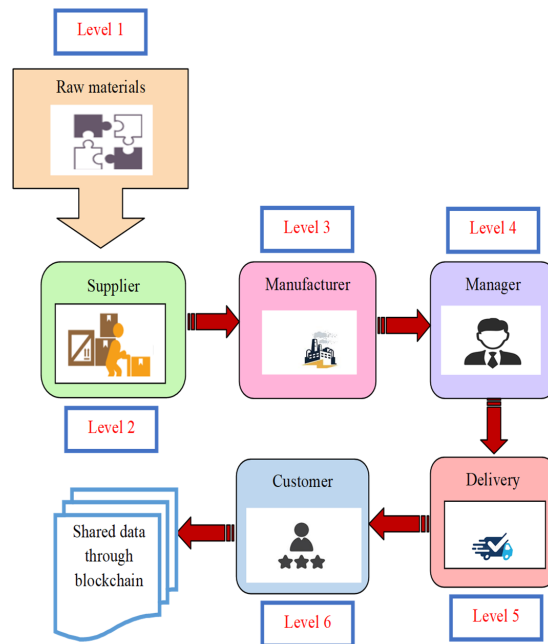 Level 1
Raw materials
Level 3
Level 4
Supplier
Manufacturer
Manager
Level 2
Customer
Delivery
Shared data
through
blockchain
Level 6
Level 5